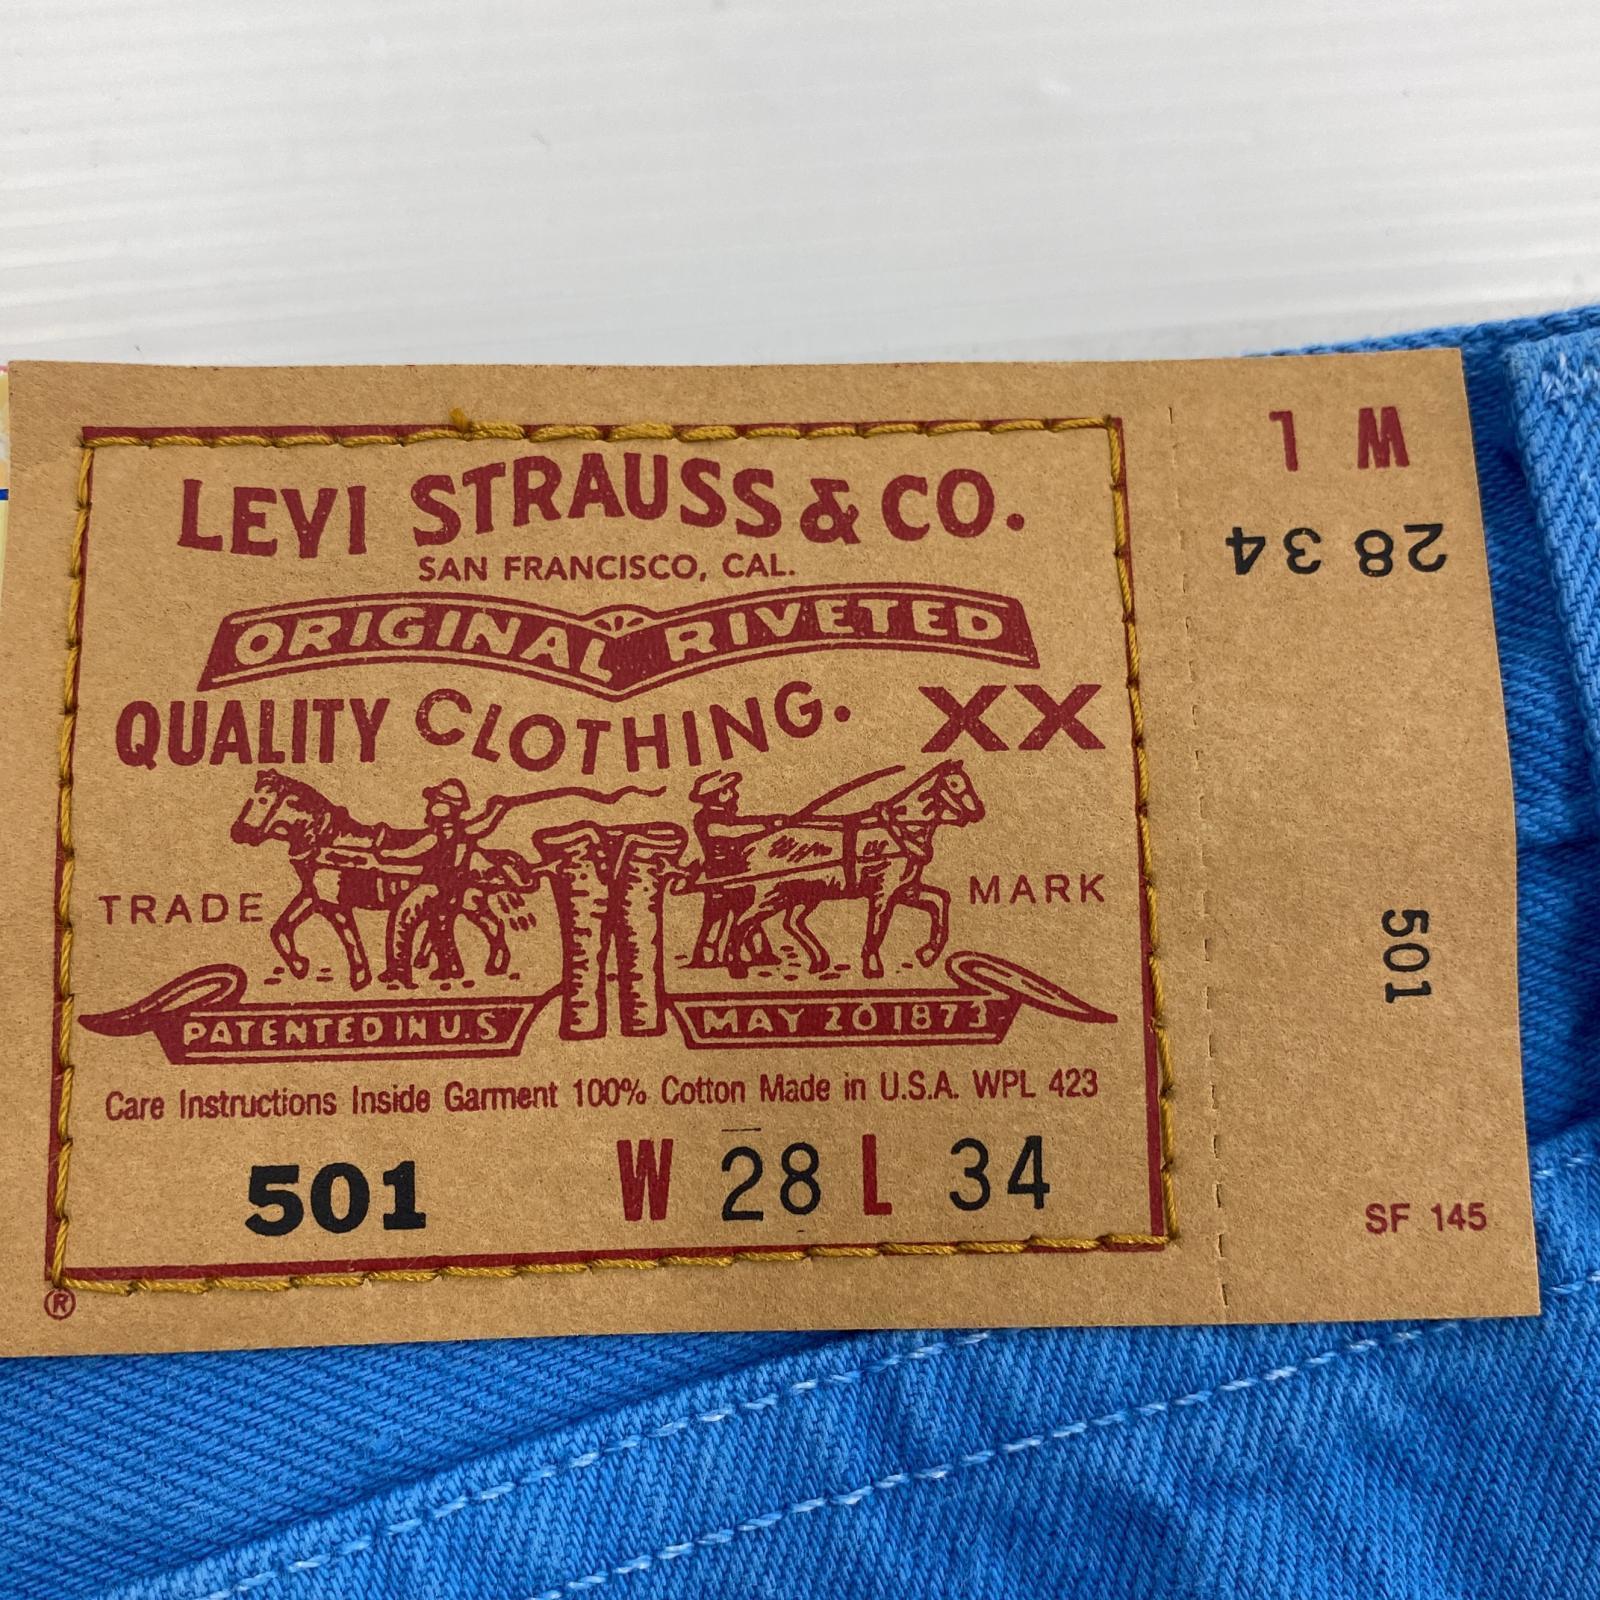 LEVI STRAUSS & CO.
SAN FRANCISCO, CAL.
ORIGINAL RIVETED
QUALITY CLOTHING. XX
TRADE MARK
PATENTED IN U.S MAY 20 1873
Care Instructions Inside Garment 100% Cotton Made in U.S.A. WPL 423
501 W 28 L 34
®
W L
28 34
501
SF 145